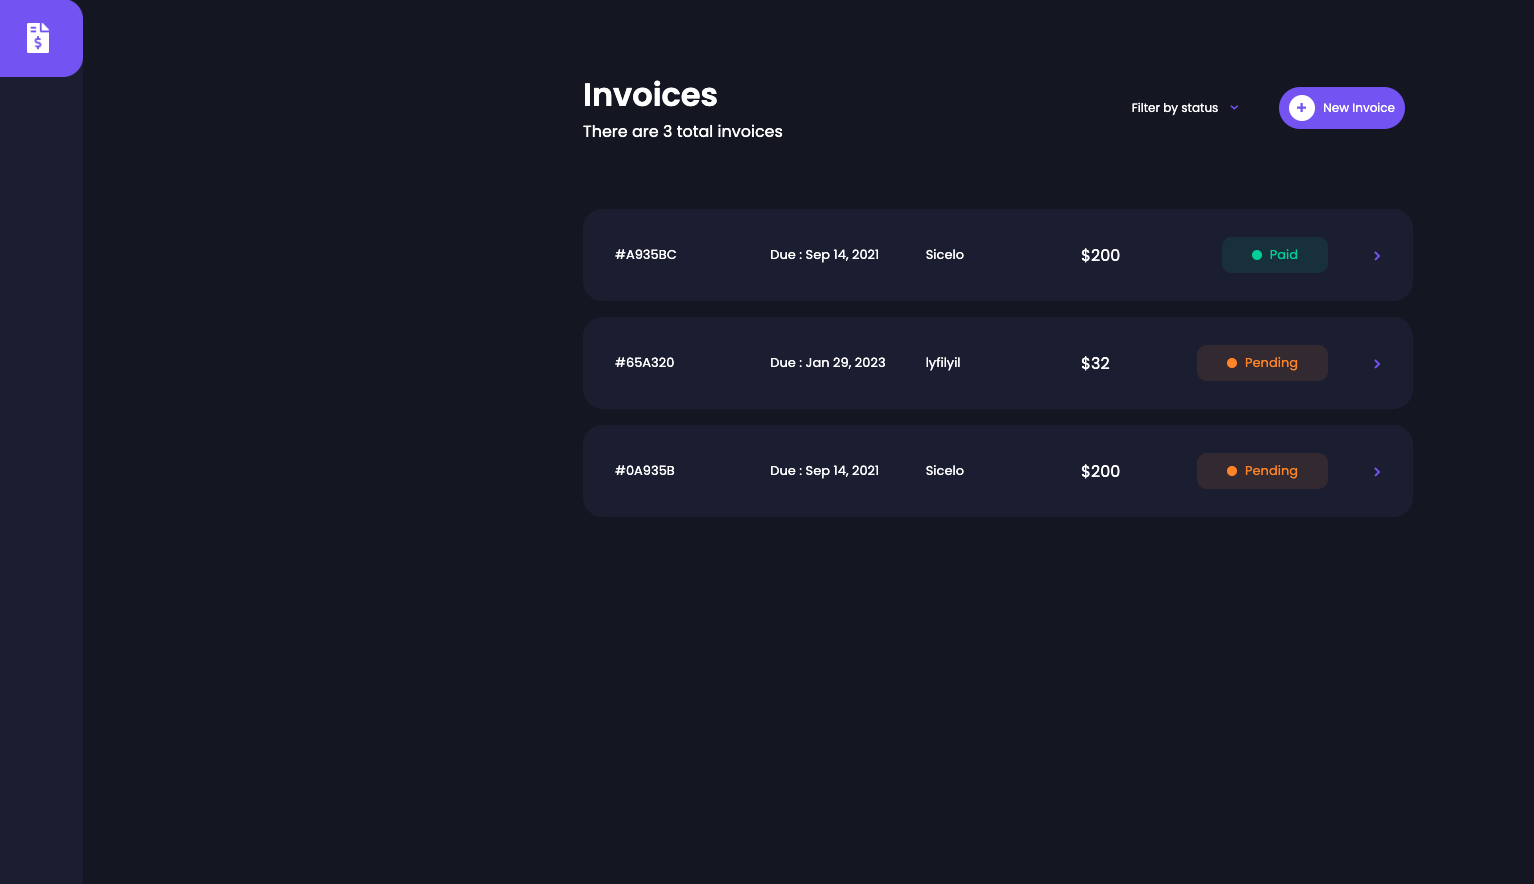 Invoices
There are 3 total invoices
Filter by status
New Invoice
#A935BC Due : Sep 14, 2021 Sicelo $200 Paid
#65A320 Due : Jan 29, 2023 lyfilyil $32 Pending
#0A935B Due : Sep 14, 2021 Sicelo $200 Pending